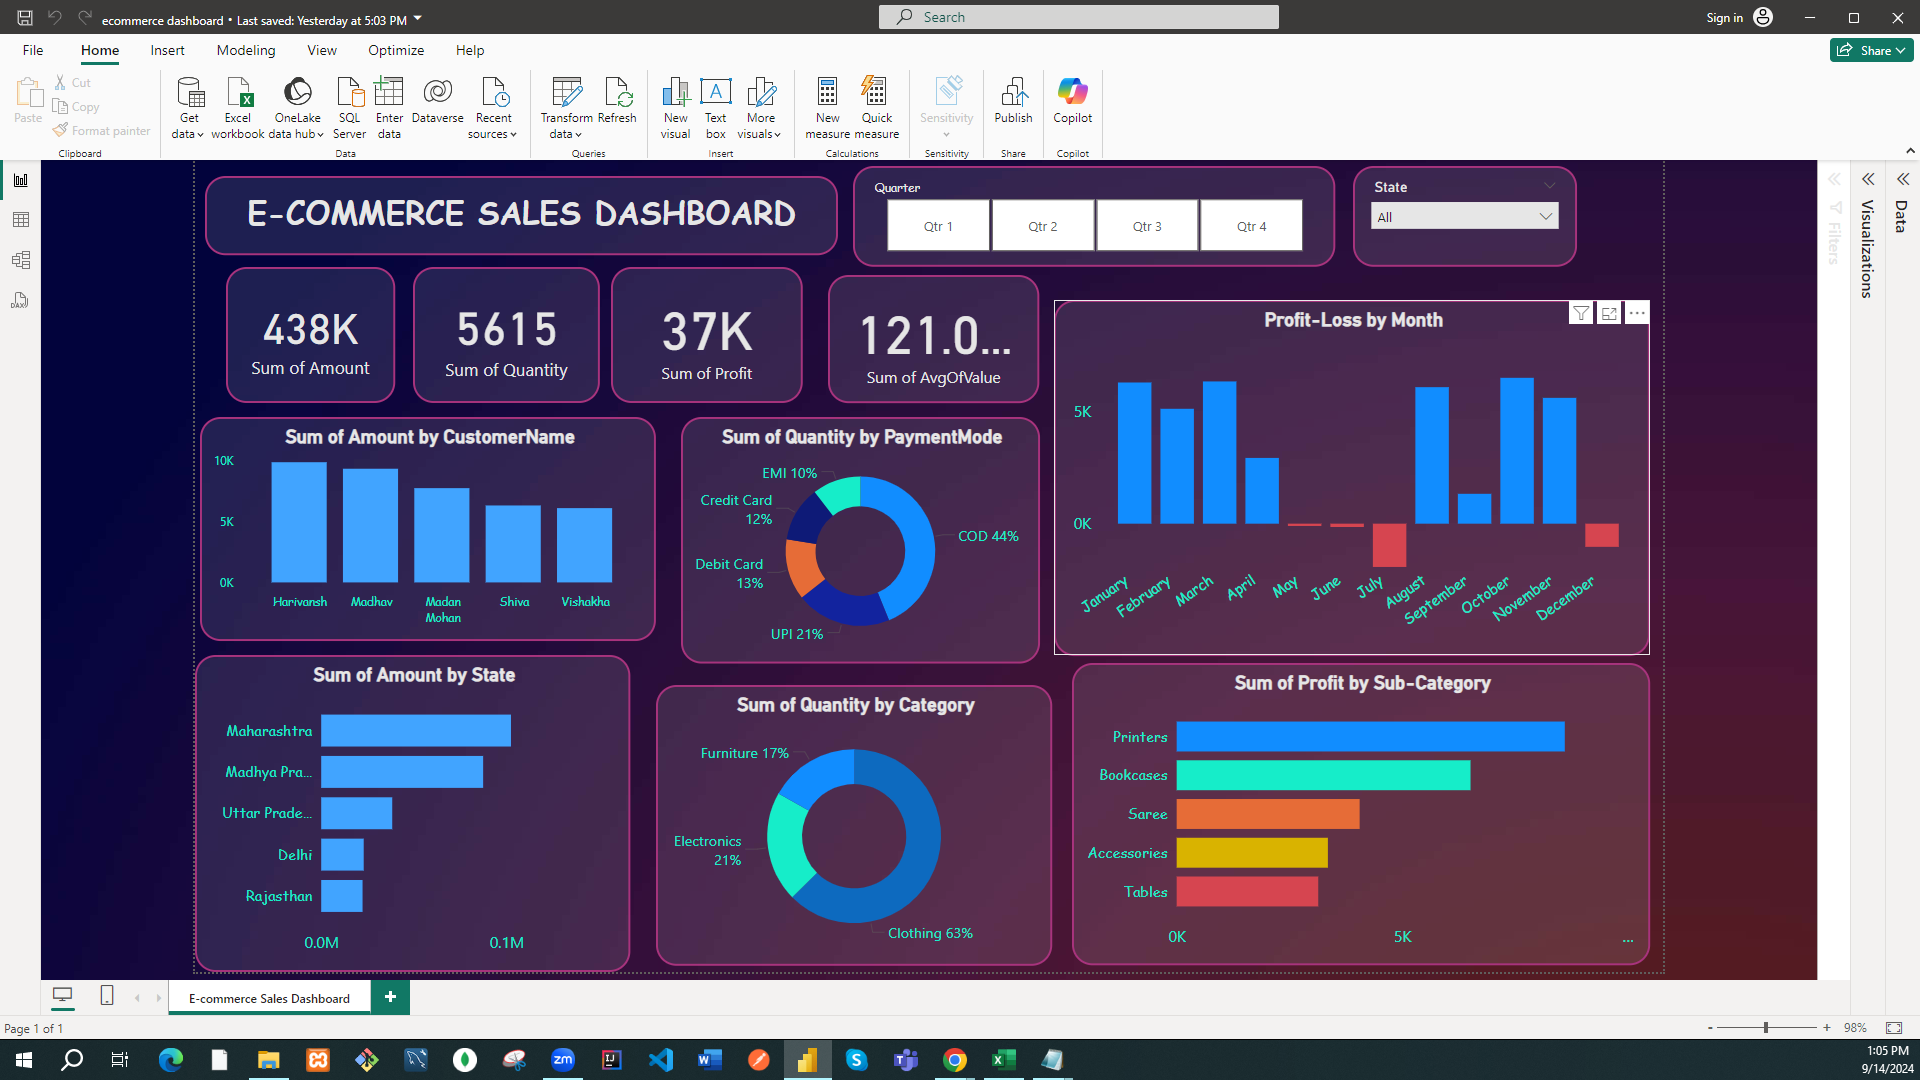 ecommerce dashboard • Last saved: Yesterday at 5:03 PM
Search
Sign in
File
Home
Insert
Modeling
View
Optimize
Help
Share
Paste
Cut
Copy
Format painter
Clipboard
Get data
Excel workbook
OneLake data hub
SQL Server
Enter data
Dataverse
Recent sources
Data
Transform data
Refresh
Queries
New visual
Text box
More visuals
Insert
New measure
Quick measure
Calculations
Sensitivity
Sensitivity
Publish
Share
Copilot
Copilot
E-COMMERCE SALES DASHBOARD
Quarter
Qtr 1
Qtr 2
Qtr 3
Qtr 4
State
All
Filters
Visualizations
Data
438K
Sum of Amount
5615
Sum of Quantity
37K
Sum of Profit
121.0...
Sum of AvgOfValue
Profit-Loss by Month
5K
0K
January
February
March
April
May
June
July
August
September
October
November
December
Sum of Amount by CustomerName
10K
5K
0K
Harivansh
Madhav
Madan
Mohan
Shiva
Vishakha
Sum of Quantity by PaymentMode
EMI 10%
Credit Card
12%
Debit Card
13%
UPI 21%
COD 44%
Sum of Amount by State
Maharashtra
Madhya Pra...
Uttar Prade...
Delhi
Rajasthan
0.0M
0.1M
Sum of Quantity by Category
Furniture 17%
Electronics
21%
Clothing 63%
Sum of Profit by Sub-Category
Printers
Bookcases
Saree
Accessories
Tables
0K
5K
...
E-commerce Sales Dashboard
Page 1 of 1
- + 98%
1:05 PM
9/14/2024